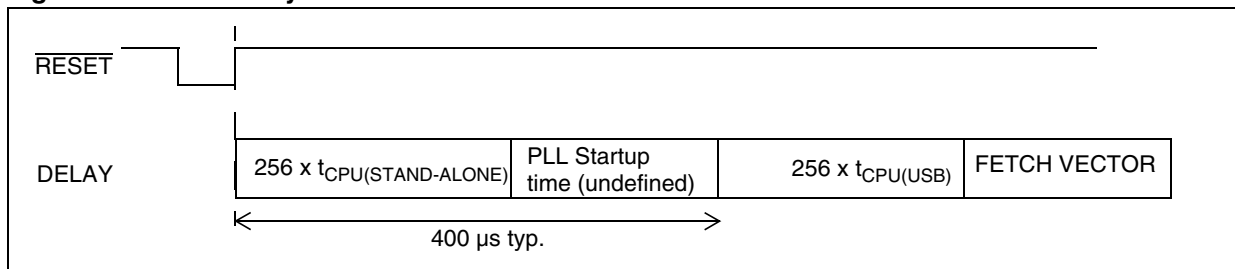 RESET
DELAY
256 x tCPU(STAND-ALONE)
PLL Startup
time (undefined)
256 x tCPU(USB)
FETCH VECTOR
400 µs typ.